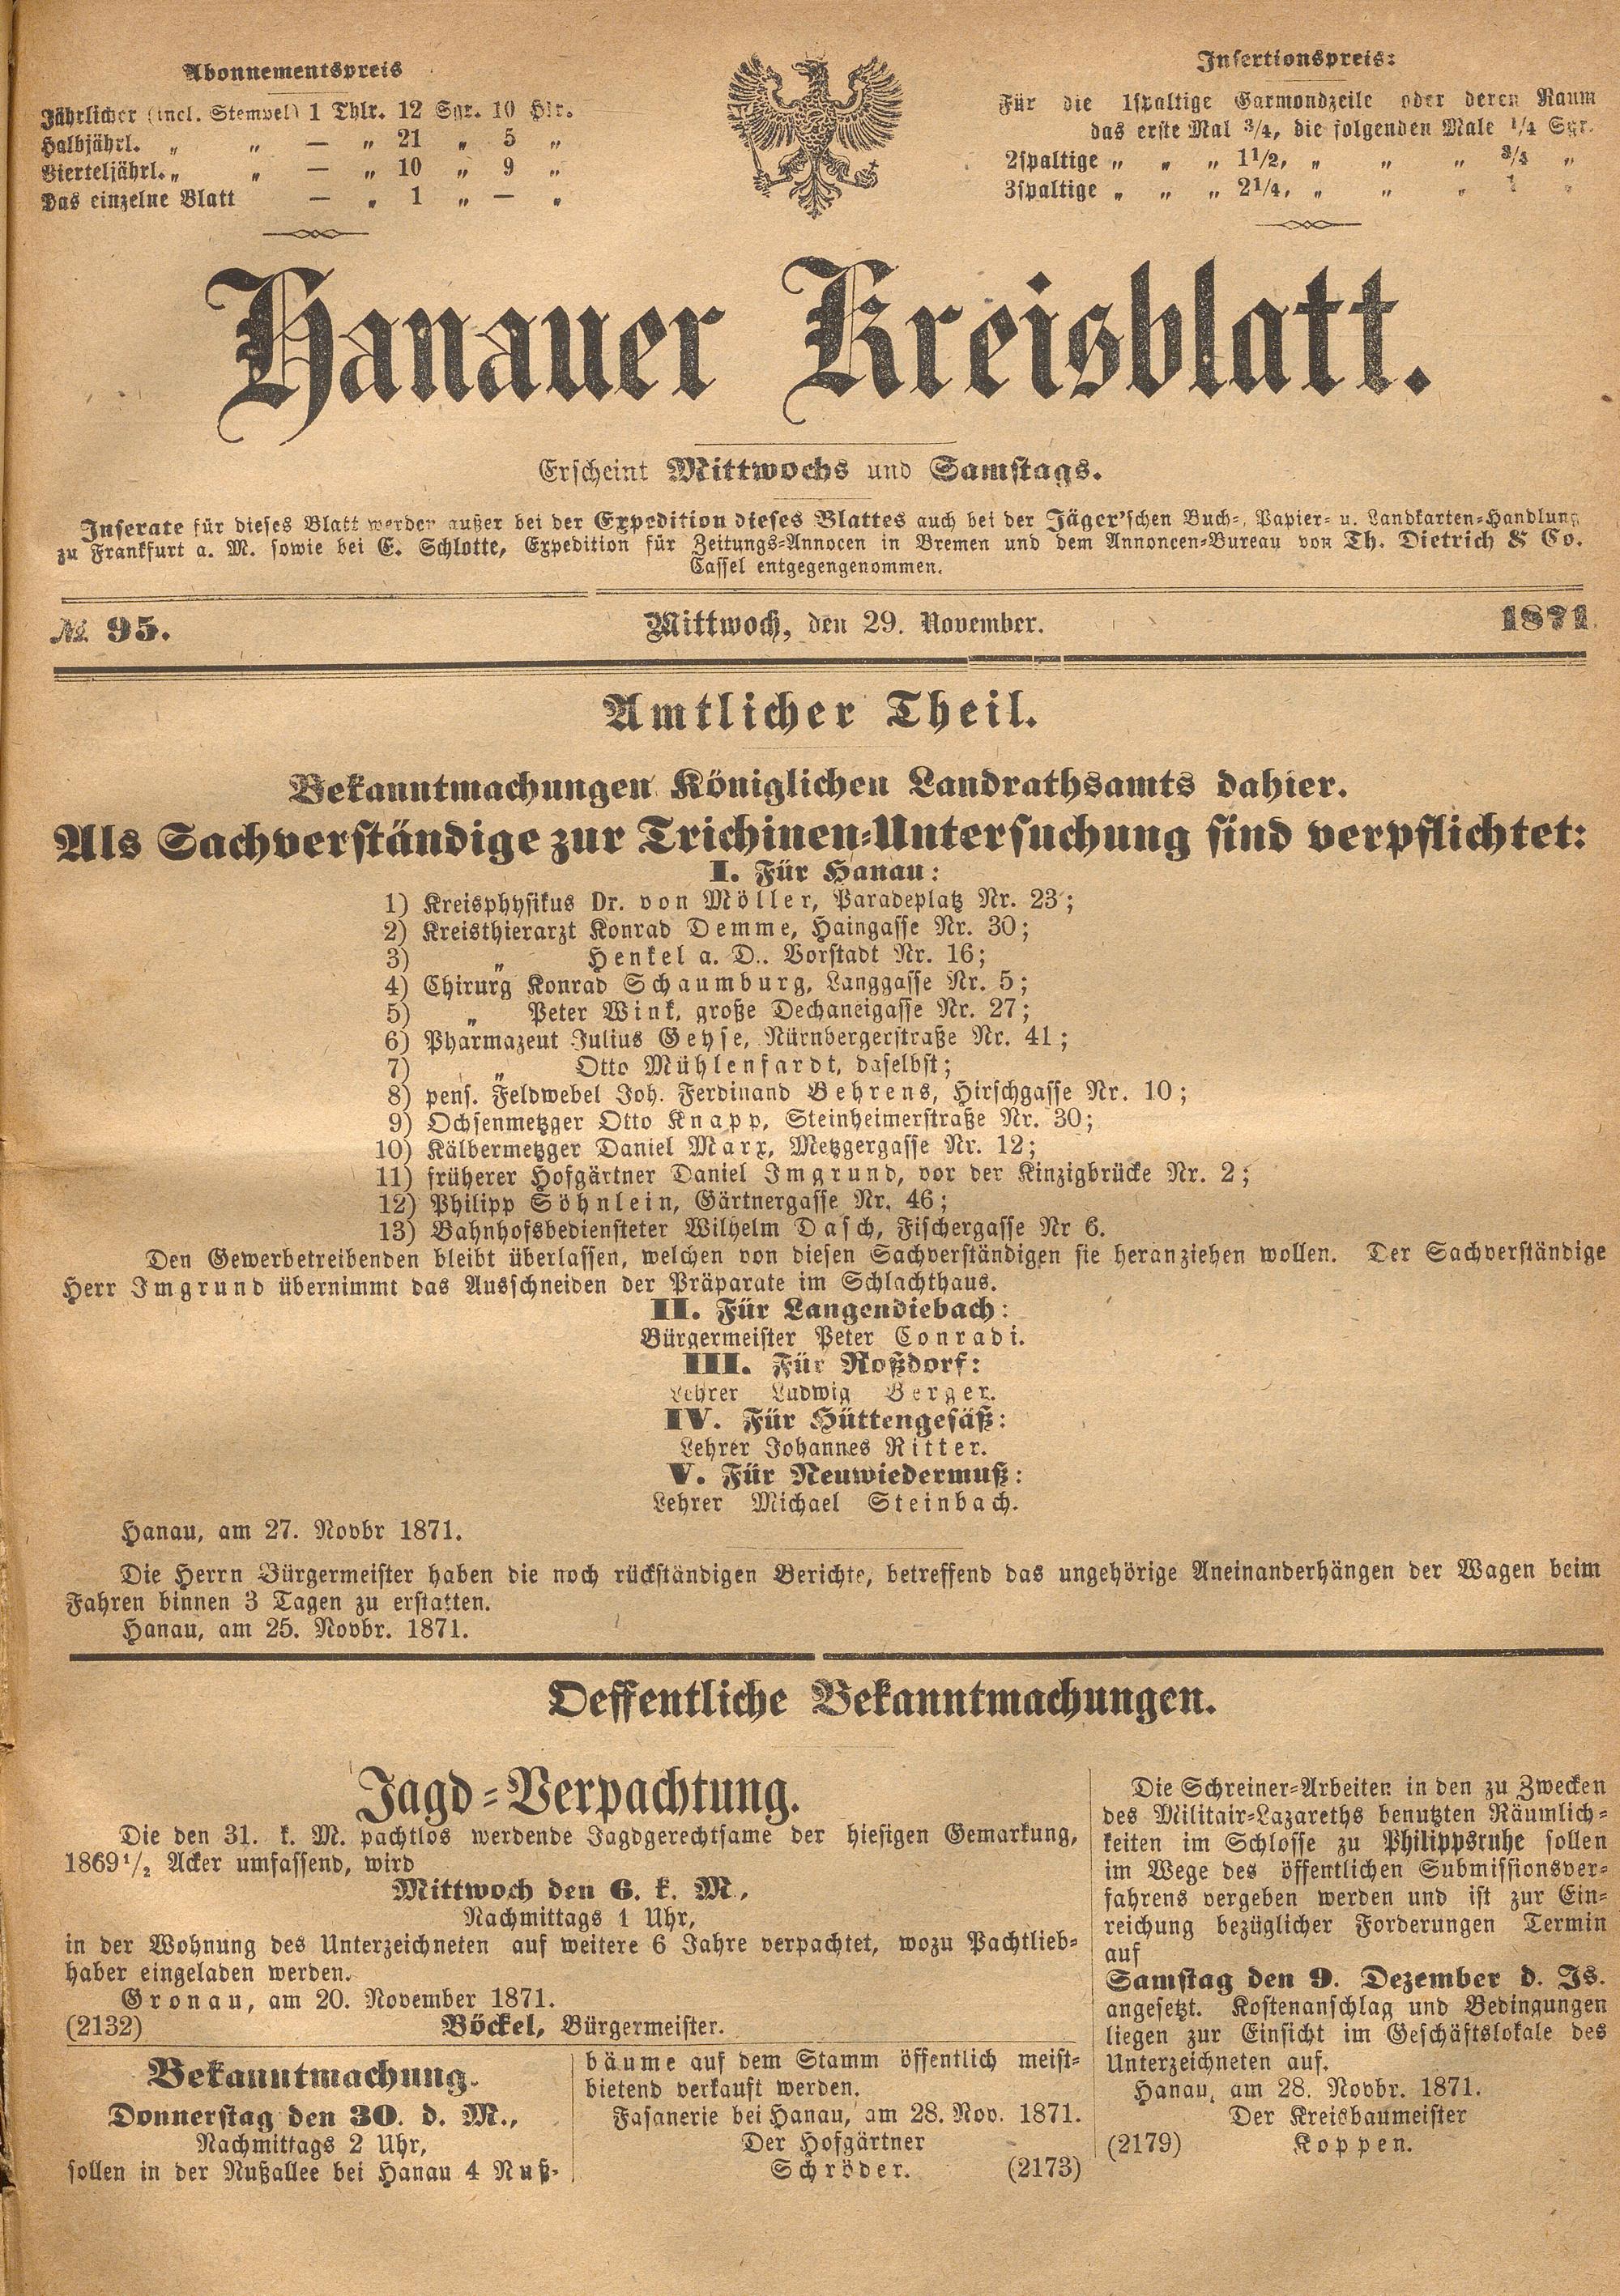 Abonnementspreis
Jährlicher (incl. Stempel) 1 Thlr. 12 Sgr. 10 Hlr.
Halbjährl. „ „ — „ 21 „ 5 „
Vierteljährl. „ „ — „ 10 „ 9 „
Das einzelne Blatt — „ 1 „ — „
Insertionspreis:
Für die 1spaltige Garmondzeile oder deren Raum
das erste Mal 3/4, die folgenden Male 1/4 Sgr.
2spaltige „ „ „ 1 1/2, „ „ „ 3/4 „
3spaltige „ „ „ 2 1/4, „ „ „ 1 „
Hanauer Kreisblatt.
Erscheint Mittwochs und Samstags.
Inserate für dieses Blatt werden außer bei der Expedition dieses Blattes auch bei der Jäger'schen Buch-, Papier- u. Landkarten-Handlung
zu Frankfurt a. M. sowie bei E. Schlotte, Expedition für Zeitungs-Annocen in Bremen und dem Annoncen-Bureau von Th. Dietrich & Co.
Cassel entgegengenommen.
№ 95. Mittwoch, den 29. November. 1871.
Amtlicher Theil.
Bekanntmachungen Königlichen Landrathsamts dahier.
Als Sachverständige zur Trichinen-Untersuchung sind verpflichtet:
I. Für Hanau:
1) Kreisphysikus Dr. von Möller, Paradeplatz Nr. 23;
2) Kreisthierarzt Konrad Demme, Haingasse Nr. 30;
3) „ Henkel a. D.. Vorstadt Nr. 16;
4) Chirurg Konrad Schaumburg, Langgasse Nr. 5;
5) „ Peter Wink, große Dechaneigasse Nr. 27;
6) Pharmazeut Julius Geyse, Nürnbergerstraße Nr. 41;
7) „ Otto Mühlenfardt, daselbst;
8) pens. Feldwebel Joh. Ferdinand Behrens, Hirschgasse Nr. 10;
9) Ochsenmetzger Otto Knapp, Steinheimerstraße Nr. 30;
10) Kälbermetzger Daniel Marx, Metzgergasse Nr. 12;
11) früherer Hofgärtner Daniel Imgrund, vor der Kinzigbrücke Nr. 2;
12) Philipp Söhnlein, Gärtnergasse Nr. 46;
13) Bahnhofsbediensteter Wilhelm Dasch, Fischergasse Nr 6.
Den Gewerbetreibenden bleibt überlassen, welchen von diesen Sachverständigen sie heranziehen wollen. Der Sachverständige
Herr Imgrund übernimmt das Ausschneiden der Präparate im Schlachthaus.
II. Für Langendiebach:
Bürgermeister Peter Conradi.
III. Für Roßdorf:
Lehrer Ludwig Berger.
IV. Für Hüttengesäß:
Lehrer Johannes Ritter.
V. Für Neuwiedermuß:
Lehrer Michael Steinbach.
Hanau, am 27. Novbr 1871.
Die Herrn Bürgermeister haben die noch rückständigen Berichte, betreffend das ungehörige Aneinanderhängen der Wagen beim
Fahren binnen 3 Tagen zu erstatten.
Hanau, am 25. Novbr. 1871.
Oeffentliche Bekanntmachungen.
Jagd-Verpachtung.
Die den 31. k. M. pachtlos werdende Jagdgerechtsame der hiesigen Gemarkung,
1869 1/2 Acker umfassend, wird
Mittwoch den 6. k. M.,
Nachmittags 1 Uhr,
in der Wohnung des Unterzeichneten auf weitere 6 Jahre verpachtet, wozu Pachtlieb-
haber eingeladen werden.
Gronau, am 20. November 1871.
(2132) Böckel, Bürgermeister.
Bekanntmachung.
Donnerstag den 30. d. M.,
Nachmittags 2 Uhr,
sollen in der Nußallee bei Hanau 4 Nuß-
bäume auf dem Stamm öffentlich meist-
bietend verkauft werden.
Fasanerie bei Hanau, am 28. Nov. 1871.
Der Hofgärtner
Schröder. (2173)
Die Schreiner-Arbeiten in den zu Zwecken
des Militair-Lazareths benutzten Räumlich-
keiten im Schlosse zu Philippsruhe sollen
im Wege des öffentlichen Submissionsver-
fahrens vergeben werden und ist zur Ein-
reichung bezüglicher Forderungen Termin
auf
Samstag den 9. Dezember d. Js.
angesetzt. Kostenanschlag und Bedingungen
liegen zur Einsicht im Geschäftslokale des
Unterzeichneten auf.
Hanau, am 28. Novbr. 1871.
Der Kreisbaumeister
(2179) Koppen.